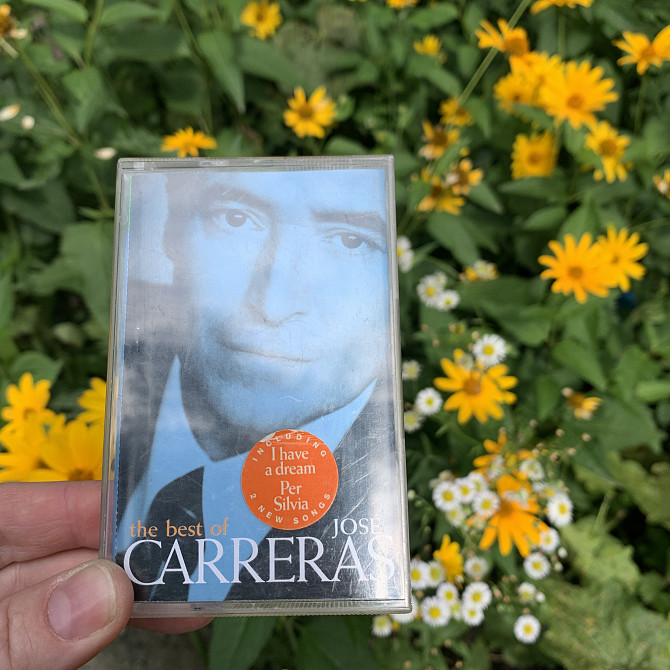 INCLUDING
I have
a dream
Per
Silvia
2 NEW SONGS
the best of
JOSE
CARRERAS